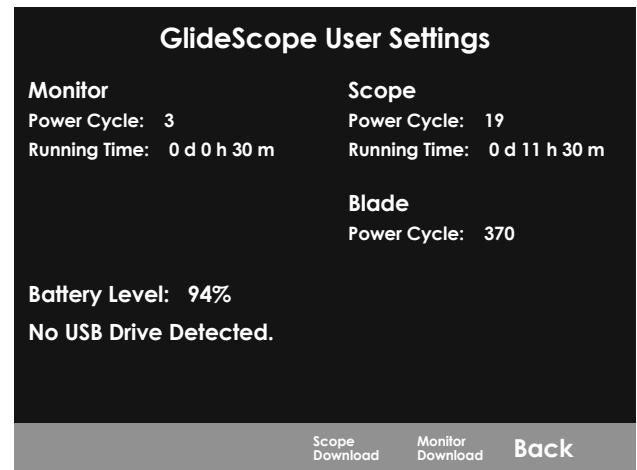 GlideScope User Settings
Monitor
Power Cycle: 3
Running Time: 0 d 0 h 30 m
Scope
Power Cycle: 19
Running Time: 0 d 11 h 30 m
Blade
Power Cycle: 370
Battery Level: 94%
No USB Drive Detected.
Scope
Download
Monitor
Download
Back